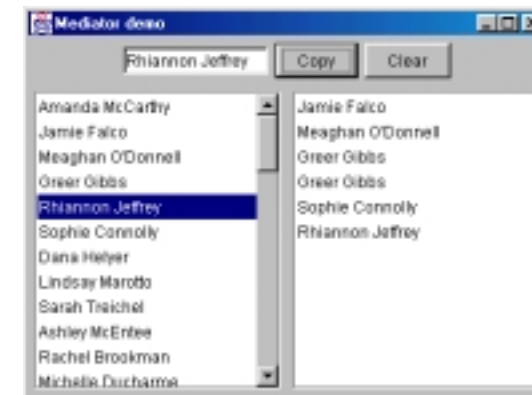 Mediator demo
Rhiannon Jeffrey
Copy
Clear
Amanda McCarthy
Jamie Falco
Meaghan O'Donnell
Greer Gibbs
Rhiannon Jeffrey
Sophie Connolly
Dana Helyer
Lindsay Marotto
Sarah Treichel
Ashley McEntee
Rachel Brookman
Michelle Ducharme
Jamie Falco
Meaghan O'Donnell
Greer Gibbs
Greer Gibbs
Sophie Connolly
Rhiannon Jeffrey